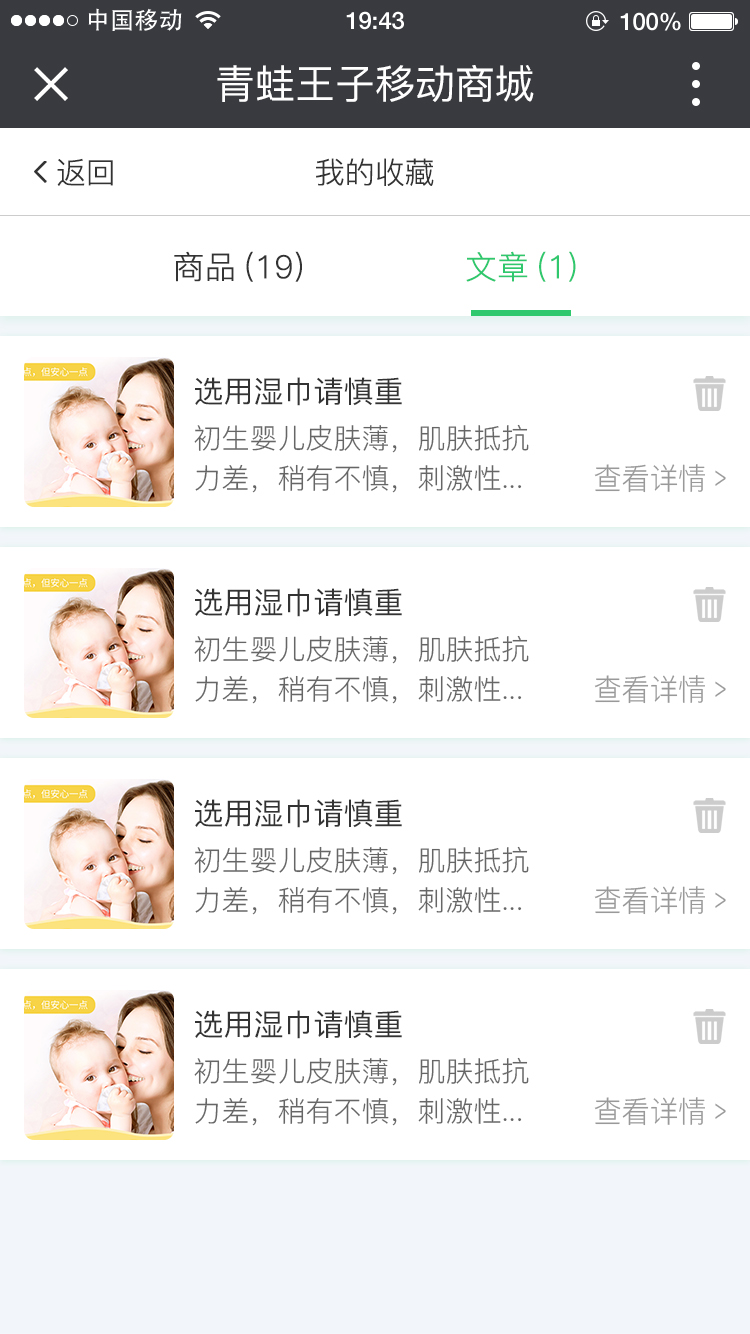 中国移动
19:43
100%
青蛙王子移动商城
返回
我的收藏
商品 (19)
文章 (1)
点，但安心一点
选用湿巾请慎重
初生婴儿皮肤薄，肌肤抵抗
力差，稍有不慎，刺激性...
查看详情 >
点，但安心一点
选用湿巾请慎重
初生婴儿皮肤薄，肌肤抵抗
力差，稍有不慎，刺激性...
查看详情 >
点，但安心一点
选用湿巾请慎重
初生婴儿皮肤薄，肌肤抵抗
力差，稍有不慎，刺激性...
查看详情 >
点，但安心一点
选用湿巾请慎重
初生婴儿皮肤薄，肌肤抵抗
力差，稍有不慎，刺激性...
查看详情 >